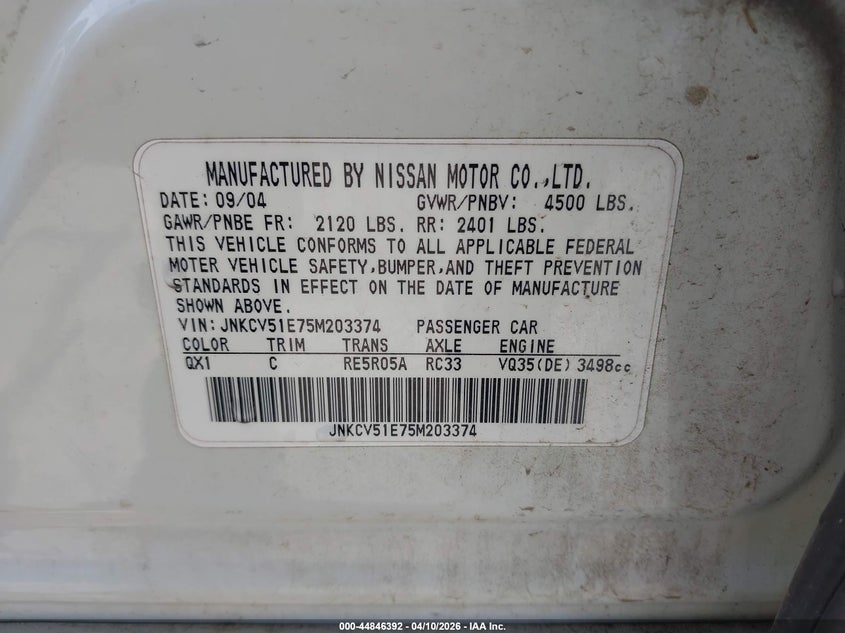 MANUFACTURED BY NISSAN MOTOR CO.,LTD.
DATE: 09/04 GVWR/PNBV: 4500 LBS.
GAWR/PNBE FR: 2120 LBS. RR: 2401 LBS.
THIS VEHICLE CONFORMS TO ALL APPLICABLE FEDERAL
MOTER VEHICLE SAFETY,BUMPER,AND THEFT PREVENTION
STANDARDS IN EFFECT ON THE DATE OF MANUFACTURE
SHOWN ABOVE.
VIN: JNKCV51E75M203374 PASSENGER CAR
COLOR TRIM TRANS AXLE ENGINE
QX1 C RE5R05A RC33 VQ35(DE) 3498cc
JNKCV51E75M203374
000-44846392 - 04/10/2026 - IAA Inc.